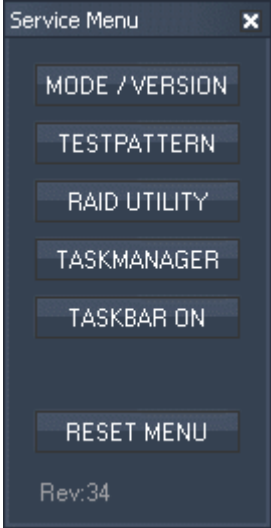 Service Menu
MODE / VERSION
TESTPATTERN
RAID UTILITY
TASKMANAGER
TASKBAR ON
RESET MENU
Rev:34